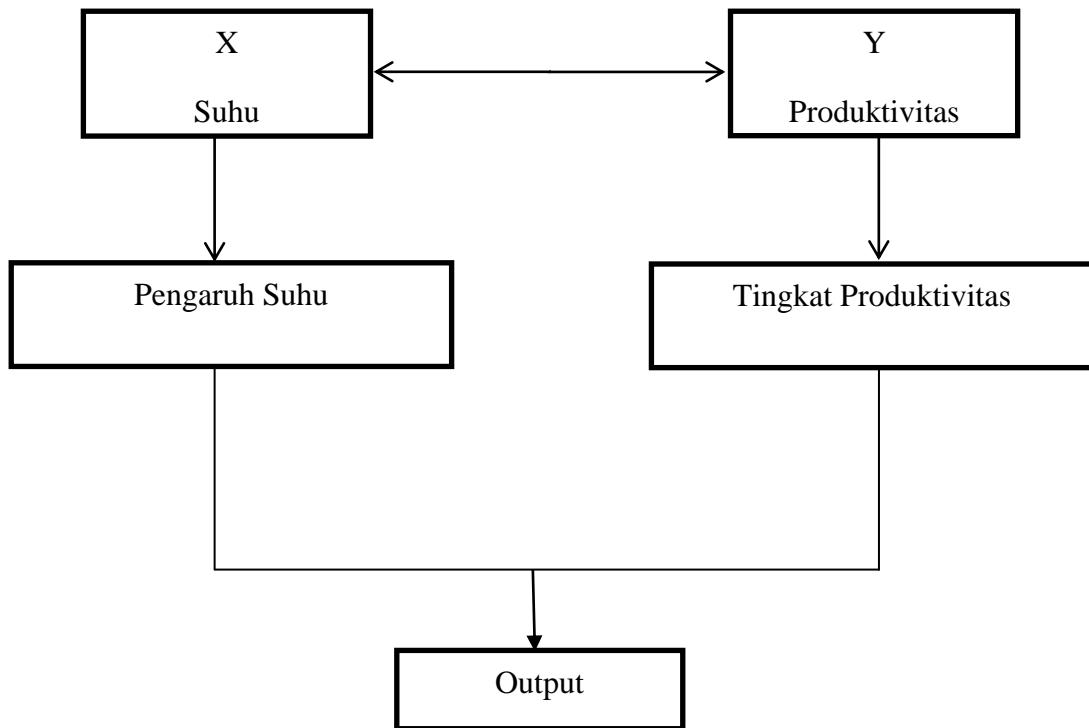 X
Suhu
Y
Produktivitas
Pengaruh Suhu
Tingkat Produktivitas
Output